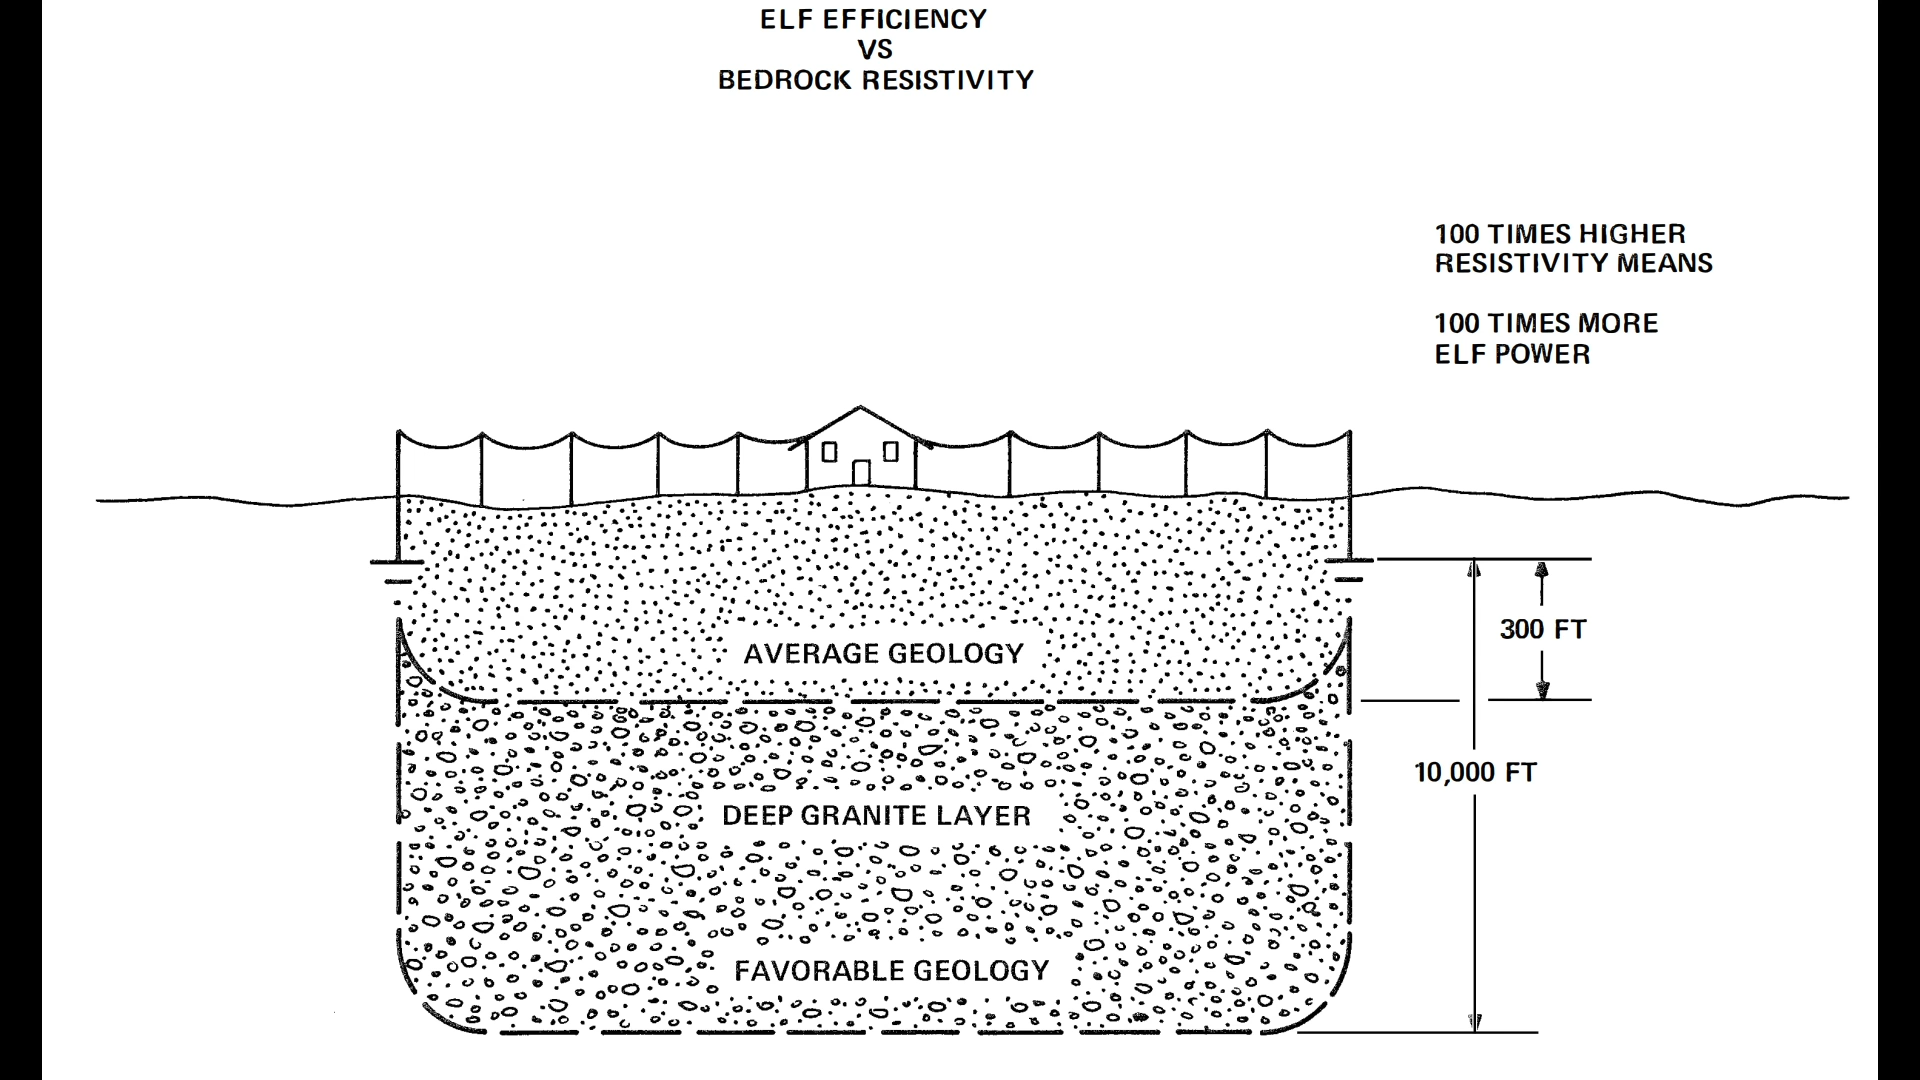 ELF EFFICIENCY
VS
BEDROCK RESISTIVITY
100 TIMES HIGHER
RESISTIVITY MEANS
100 TIMES MORE
ELF POWER
300 FT
AVERAGE GEOLOGY
10,000 FT
DEEP GRANITE LAYER
FAVORABLE GEOLOGY